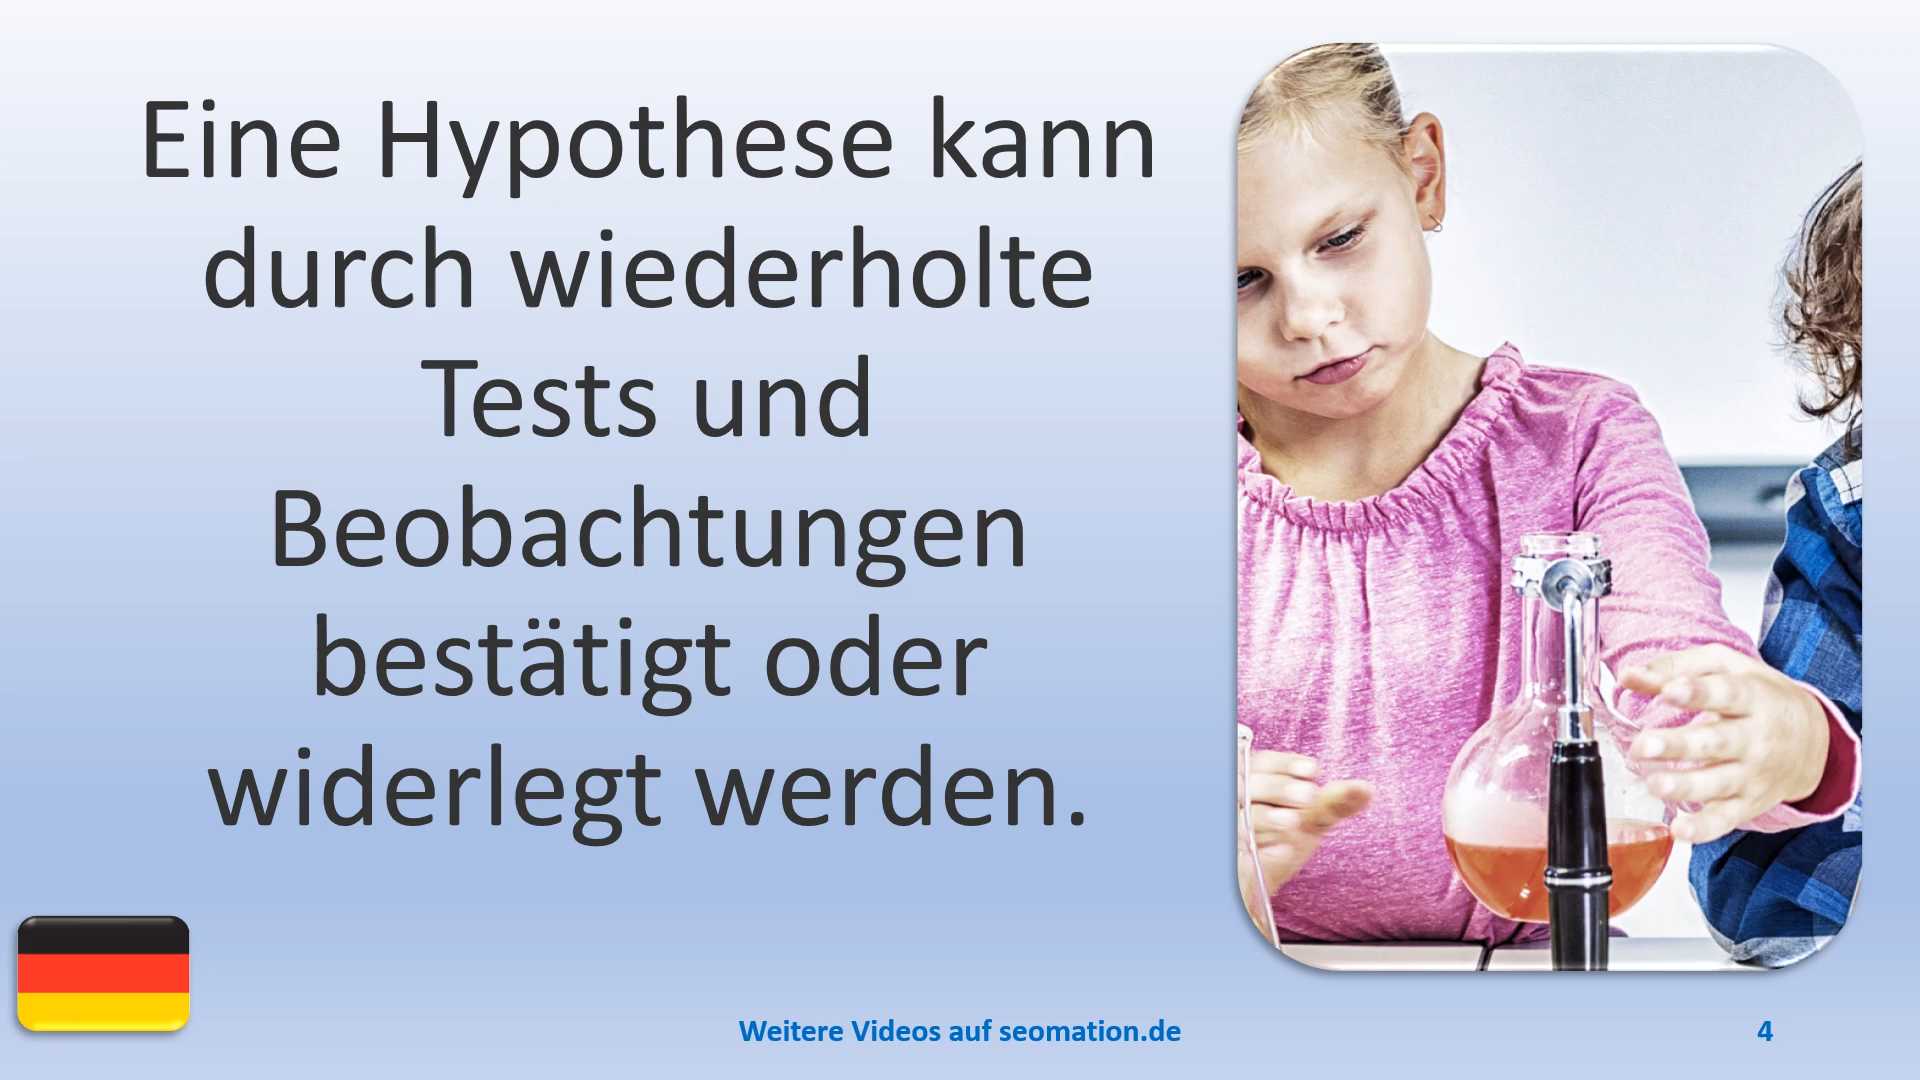 Eine Hypothese kann
durch wiederholte
Tests und
Beobachtungen
bestätigt oder
widerlegt werden.
Weitere Videos auf seomation.de
4